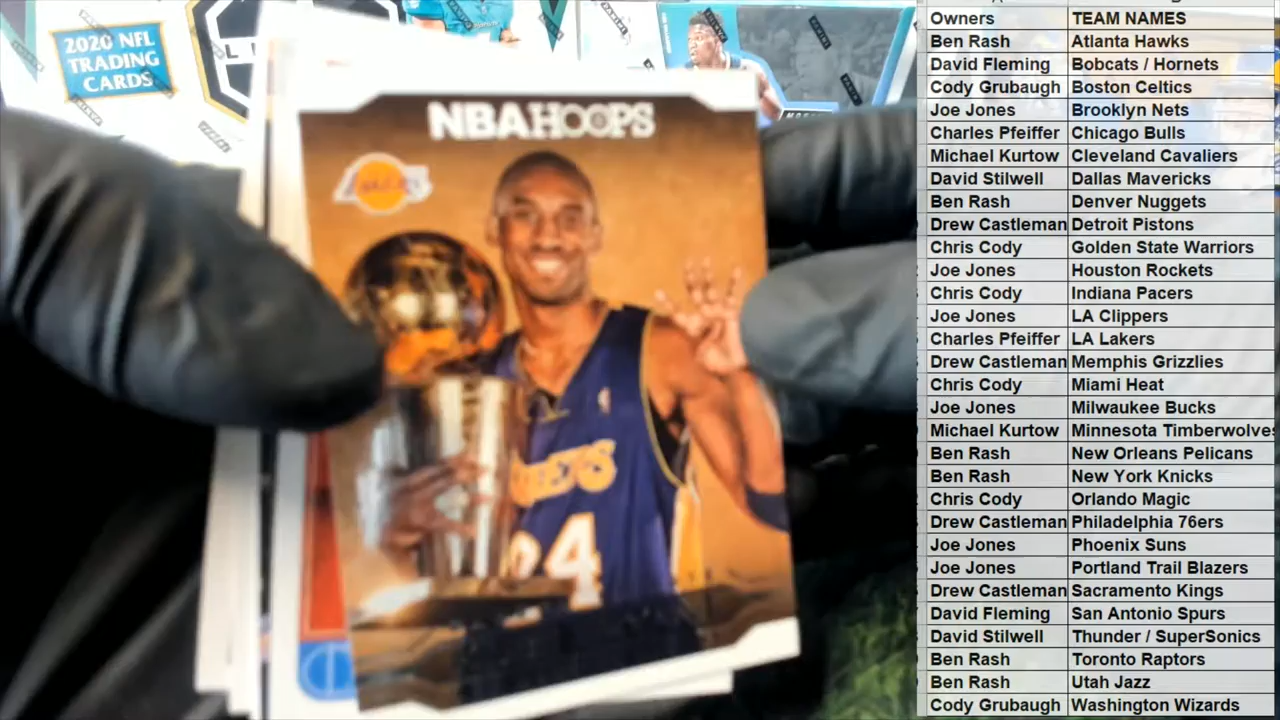 2020 NFL
TRADING
CARDS
NBA HOOPS
Lakers
24
Owners TEAM NAMES
Ben Rash Atlanta Hawks
David Fleming Bobcats / Hornets
Cody Grubaugh Boston Celtics
Joe Jones Brooklyn Nets
Charles Pfeiffer Chicago Bulls
Michael Kurtow Cleveland Cavaliers
David Stilwell Dallas Mavericks
Ben Rash Denver Nuggets
Drew Castleman Detroit Pistons
Chris Cody Golden State Warriors
Joe Jones Houston Rockets
Chris Cody Indiana Pacers
Joe Jones LA Clippers
Charles Pfeiffer LA Lakers
Drew Castleman Memphis Grizzlies
Chris Cody Miami Heat
Joe Jones Milwaukee Bucks
Michael Kurtow Minnesota Timberwolves
Ben Rash New Orleans Pelicans
Ben Rash New York Knicks
Chris Cody Orlando Magic
Drew Castleman Philadelphia 76ers
Joe Jones Phoenix Suns
Joe Jones Portland Trail Blazers
Drew Castleman Sacramento Kings
David Fleming San Antonio Spurs
David Stilwell Thunder / SuperSonics
Ben Rash Toronto Raptors
Ben Rash Utah Jazz
Cody Grubaugh Washington Wizards